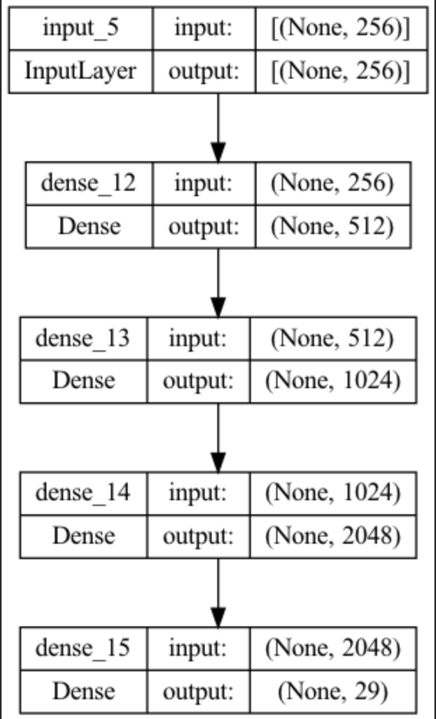 input_5 input: [(None, 256)]
InputLayer output: [(None, 256)]
dense_12 input: (None, 256)
Dense output: (None, 512)
dense_13 input: (None, 512)
Dense output: (None, 1024)
dense_14 input: (None, 1024)
Dense output: (None, 2048)
dense_15 input: (None, 2048)
Dense output: (None, 29)